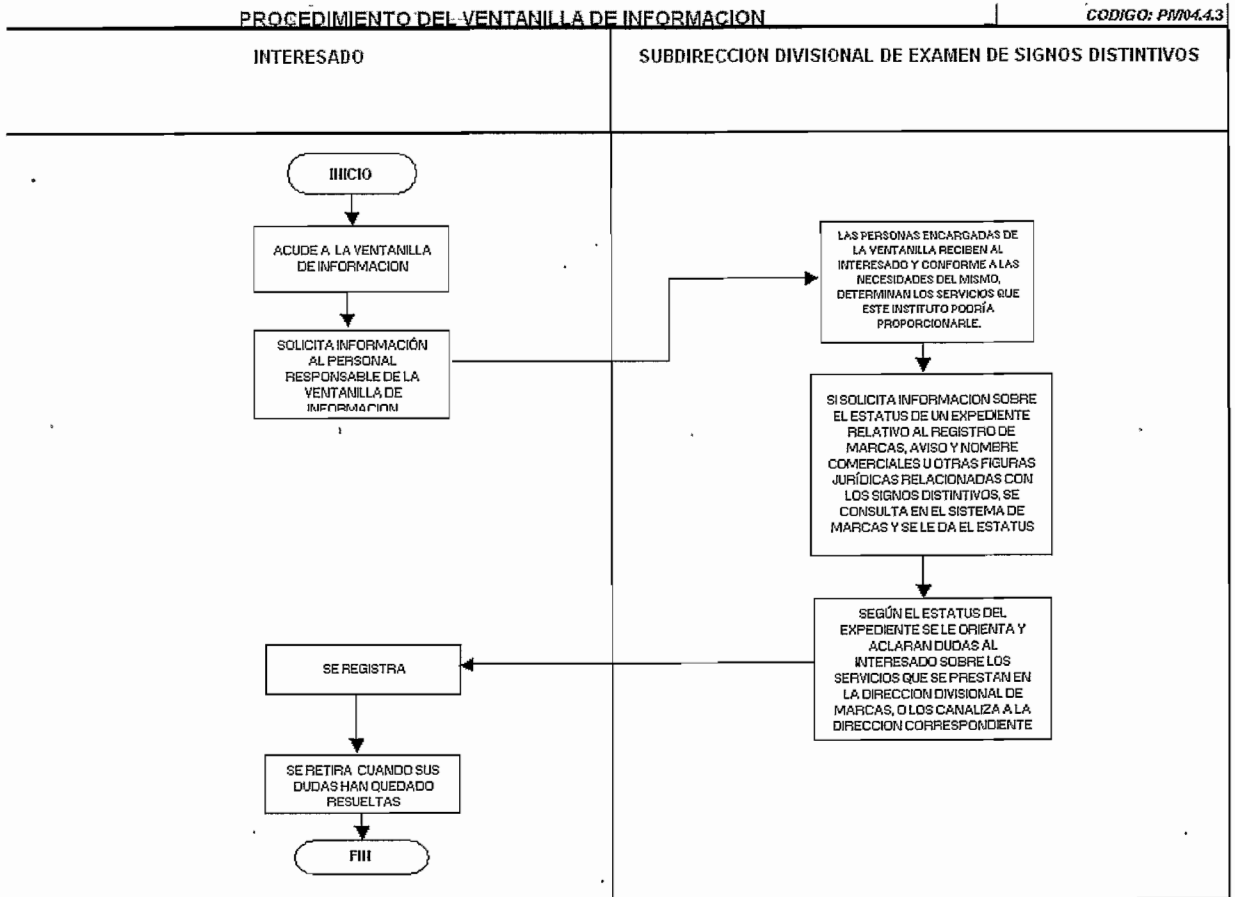 PROCEDIMIENTO DEL VENTANILLA DE INFORMACION
CODIGO: PM04.4.3
INTERESADO
SUBDIRECCION DIVISIONAL DE EXAMEN DE SIGNOS DISTINTIVOS
INICIO
ACUDE A LA VENTANILLA
DE INFORMACION
SOLICITA INFORMACIÓN
AL PERSONAL
RESPONSABLE DE LA
VENTANILLA DE
INFORMACION
LAS PERSONAS ENCARGADAS DE
LA VENTANILLA RECIBEN AL
INTERESADO Y CONFORME A LAS
NECESIDADES DEL MISMO,
DETERMINAN LOS SERVICIOS QUE
ESTE INSTITUTO PODRÍA
PROPORCIONARLE.
SI SOLICITA INFORMACION SOBRE
EL ESTATUS DE UN EXPEDIENTE
RELATIVO AL REGISTRO DE
MARCAS, AVISO Y NOMBRE
COMERCIALES U OTRAS FIGURAS
JURÍDICAS RELACIONADAS CON
LOS SIGNOS DISTINTIVOS, SE
CONSULTA EN EL SISTEMA DE
MARCAS Y SE LE DA EL ESTATUS
SEGÚN EL ESTATUS DEL
EXPEDIENTE SE LE ORIENTA Y
ACLARAN DUDAS AL
INTERESADO SOBRE LOS
SERVICIOS QUE SE PRESTAN EN
LA DIRECCION DIVISIONAL DE
MARCAS, O LOS CANALIZA A LA
DIRECCION CORRESPONDIENTE
SE REGISTRA
SE RETIRA CUANDO SUS
DUDAS HAN QUEDADO
RESUELTAS
FIN